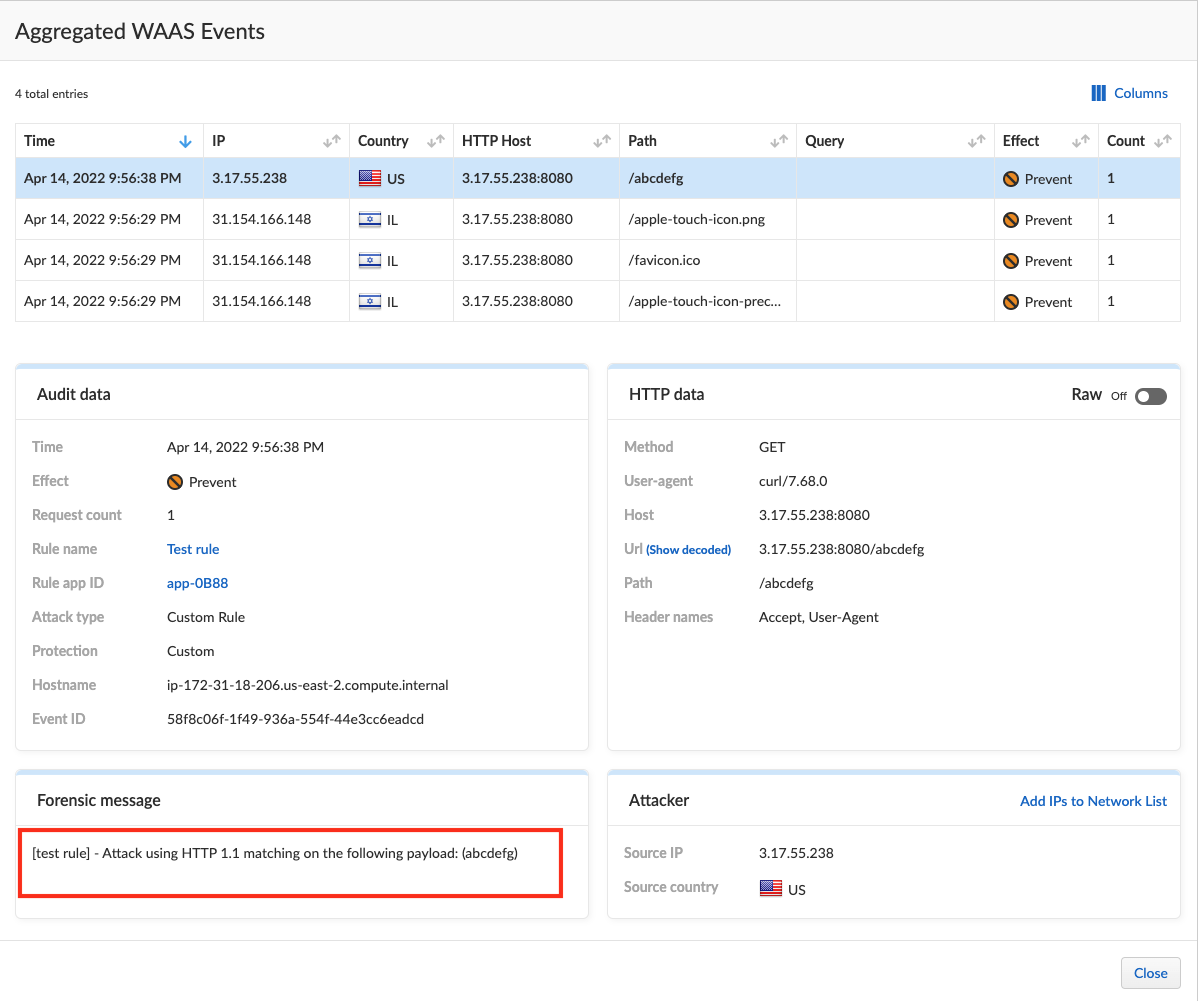 Aggregated WAAS Events
4 total entries
Columns
Time IP Country HTTP Host Path Query Effect Count
Apr 14, 2022 9:56:38 PM 3.17.55.238 US 3.17.55.238:8080 /abcdefg Prevent 1
Apr 14, 2022 9:56:29 PM 31.154.166.148 IL 3.17.55.238:8080 /apple-touch-icon.png Prevent 1
Apr 14, 2022 9:56:29 PM 31.154.166.148 IL 3.17.55.238:8080 /favicon.ico Prevent 1
Apr 14, 2022 9:56:29 PM 31.154.166.148 IL 3.17.55.238:8080 /apple-touch-icon-prec... Prevent 1
Audit data
Time Apr 14, 2022 9:56:38 PM
Effect Prevent
Request count 1
Rule name Test rule
Rule app ID app-0B88
Attack type Custom Rule
Protection Custom
Hostname ip-172-31-18-206.us-east-2.compute.internal
Event ID 58f8c06f-1f49-936a-554f-44e3cc6eadcd
HTTP data Raw Off
Method GET
User-agent curl/7.68.0
Host 3.17.55.238:8080
Url (Show decoded) 3.17.55.238:8080/abcdefg
Path /abcdefg
Header names Accept, User-Agent
Forensic message
[test rule] - Attack using HTTP 1.1 matching on the following payload: (abcdefg)
Attacker Add IPs to Network List
Source IP 3.17.55.238
Source country US
Close